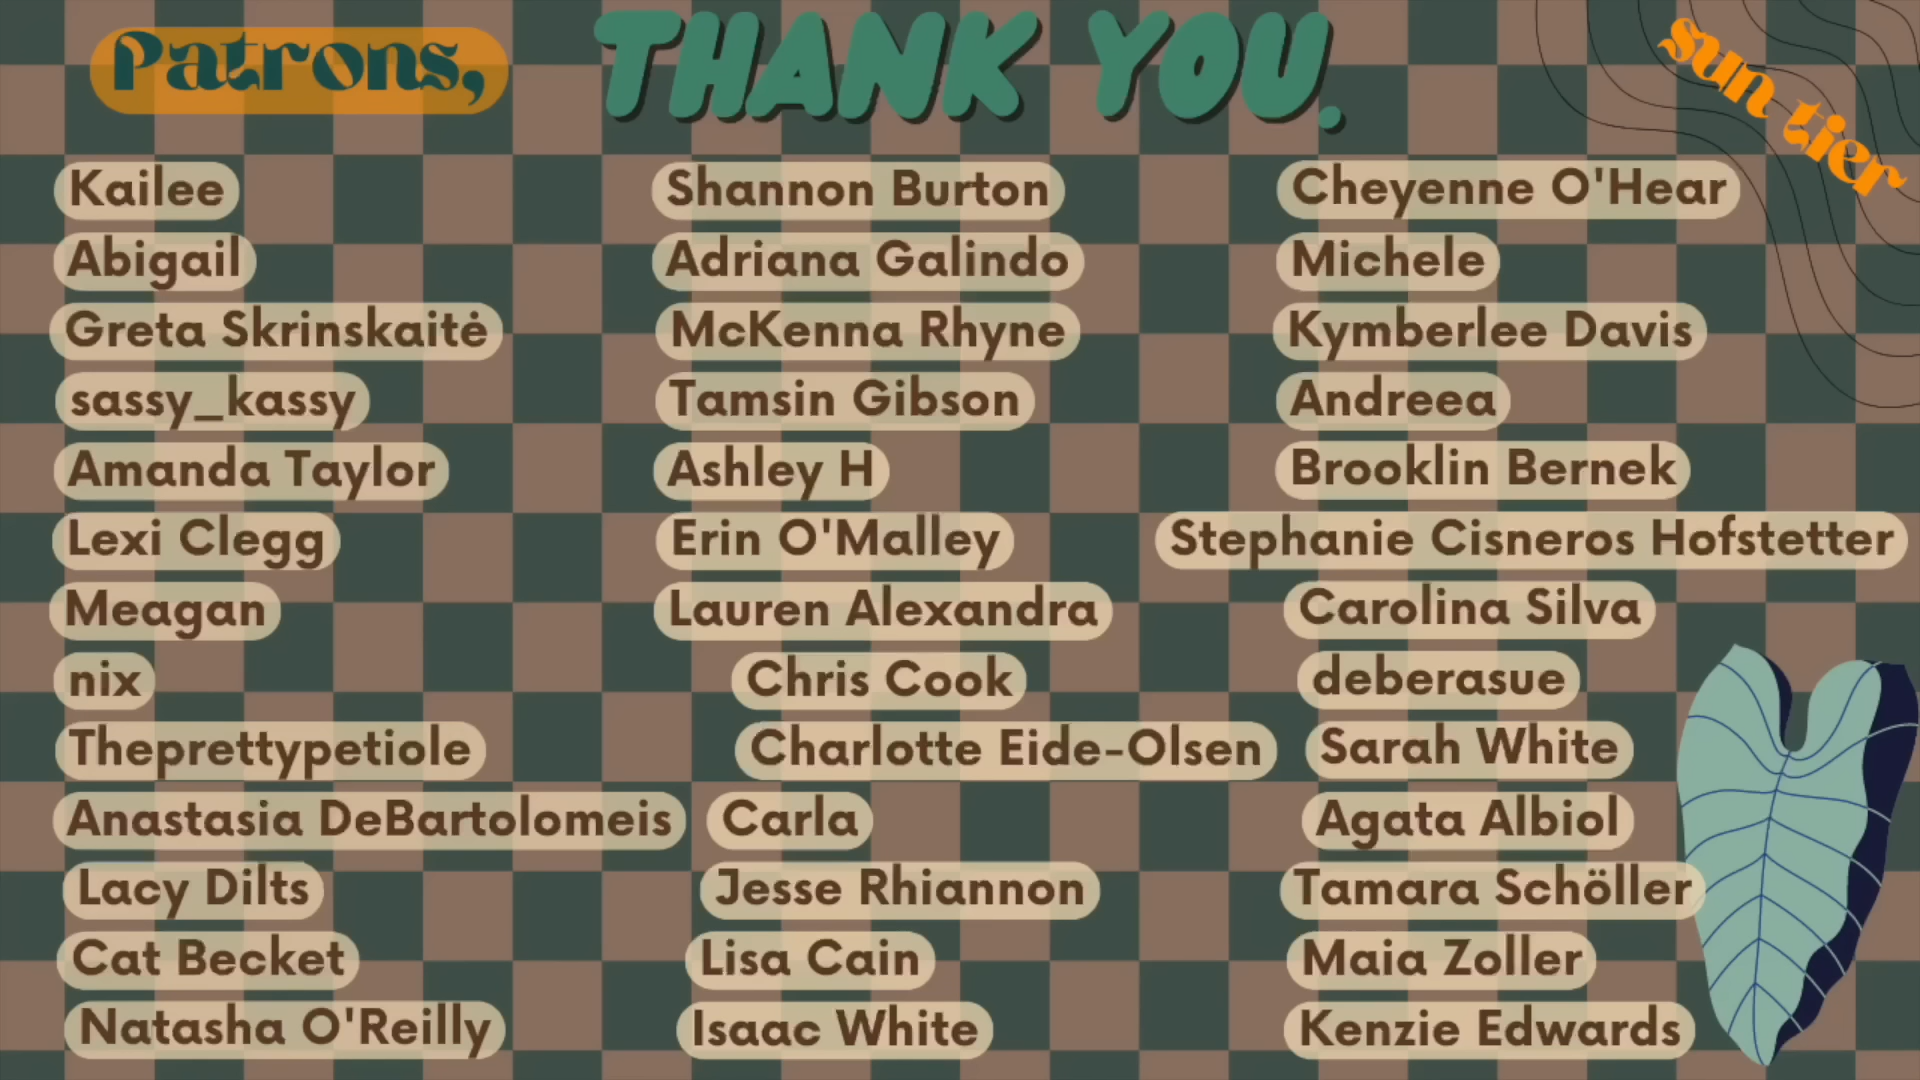 Patrons,
THANK YOU.
sun tier
Kailee
Abigail
Greta Skrinskaitė
sassy_kassy
Amanda Taylor
Lexi Clegg
Meagan
nix
Theprettypetiole
Anastasia DeBartolomeis
Lacy Dilts
Cat Becket
Natasha O'Reilly
Shannon Burton
Adriana Galindo
McKenna Rhyne
Tamsin Gibson
Ashley H
Erin O'Malley
Lauren Alexandra
Chris Cook
Charlotte Eide-Olsen
Carla
Jesse Rhiannon
Lisa Cain
Isaac White
Cheyenne O'Hear
Michele
Kymberlee Davis
Andreea
Brooklin Bernek
Stephanie Cisneros Hofstetter
Carolina Silva
deberasue
Sarah White
Agata Albiol
Tamara Schöller
Maia Zoller
Kenzie Edwards